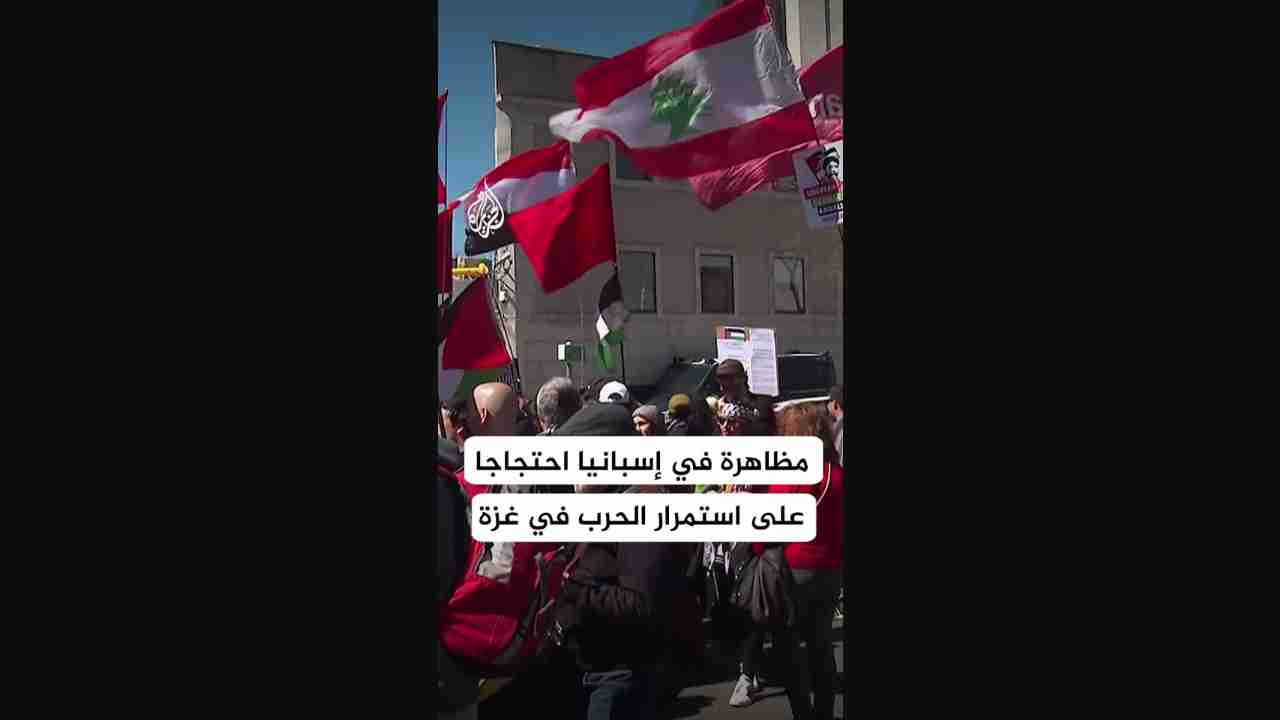 مظاهرة في إسبانيا احتجاجا
على استمرار الحرب في غزة